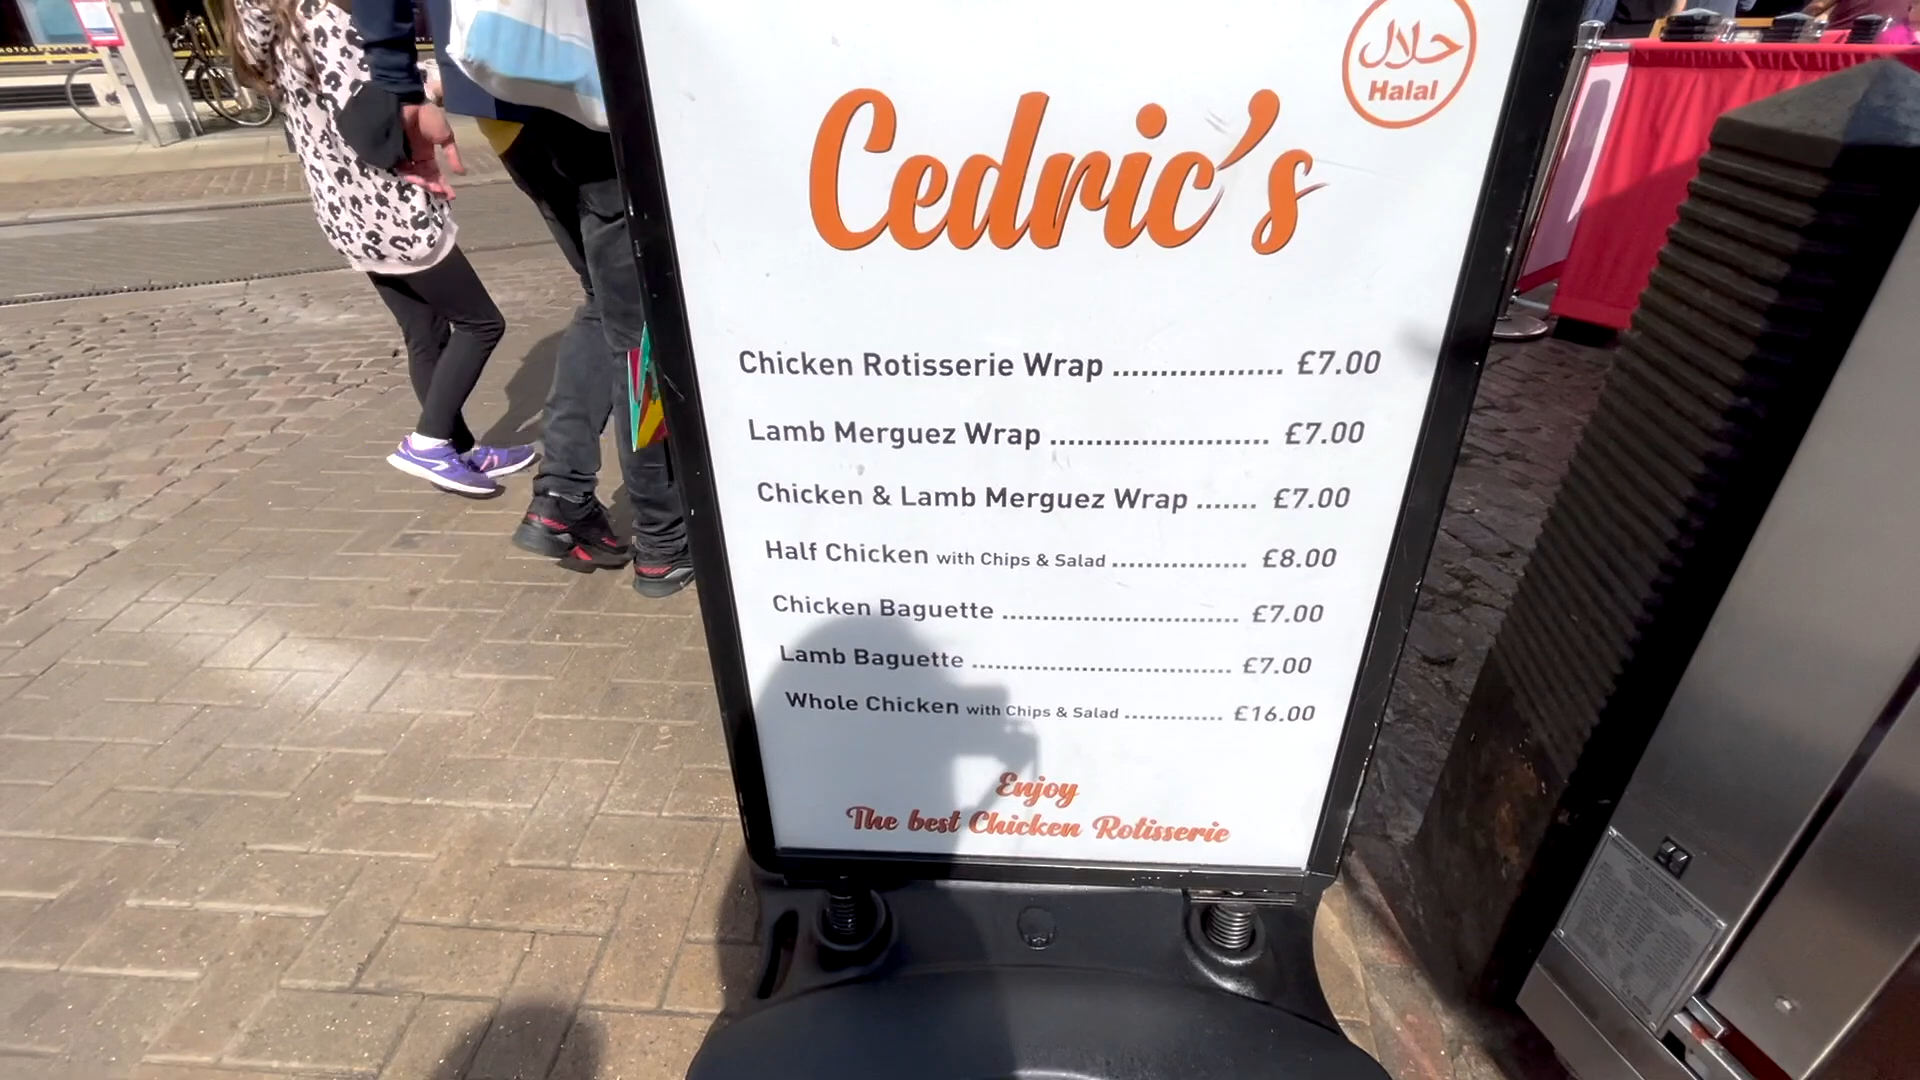 حلال
Halal
Cedric's
Chicken Rotisserie Wrap .................. £7.00
Lamb Merguez Wrap ........................ £7.00
Chicken & Lamb Merguez Wrap ....... £7.00
Half Chicken with Chips & Salad ............... £8.00
Chicken Baguette .......................... £7.00
Lamb Baguette ............................. £7.00
Whole Chicken with Chips & Salad ............. £16.00
Enjoy
The best Chicken Rotisserie